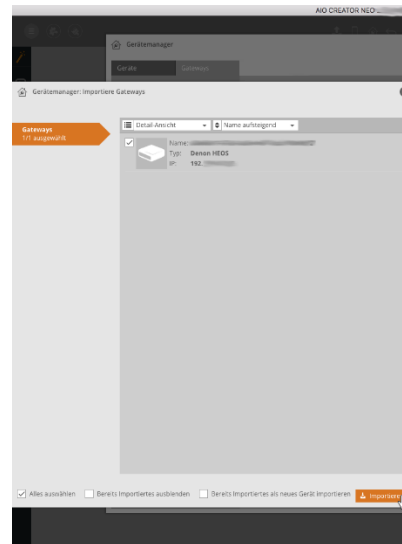 AIO CREATOR NEO
Gerätemanager
Geräte Gateways
Gerätemanager: Importiere Gateways
Gateways
1/1 ausgewählt
Detail-Ansicht Name aufsteigend
Name:
Typ: Denon HEOS
IP: 192.
Alles auswählen Bereits Importiertes ausblenden Bereits Importiertes als neues Gerät importieren Importiere